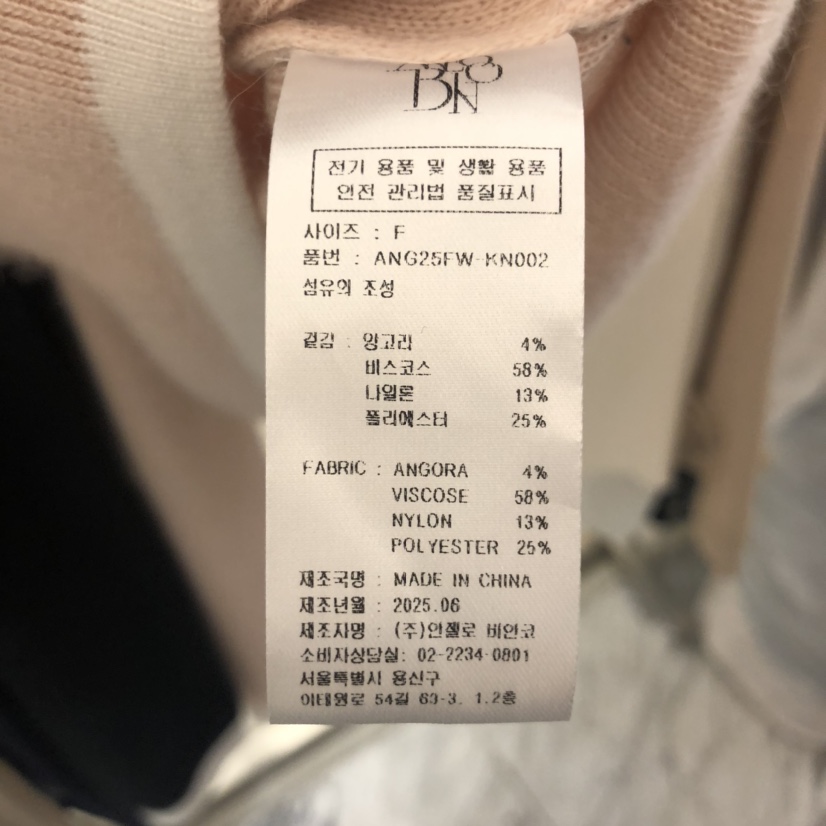 전기 용품 및 생활 용품
안전 관리법 품질표시
사이즈 : F
품번 : ANG25FW-KN002
섬유의 조성
겉감 : 앙고라 4%
비스코스 58%
나일론 13%
폴리에스터 25%
FABRIC : ANGORA 4%
VISCOSE 58%
NYLON 13%
POLYESTER 25%
제조국명 : MADE IN CHINA
제조년월 : 2025.06
제조자명 : (주)안젤로 비안코
소비자상담실: 02-2234-0801
서울특별시 용산구
이태원로 54길 63-3. 1.2층